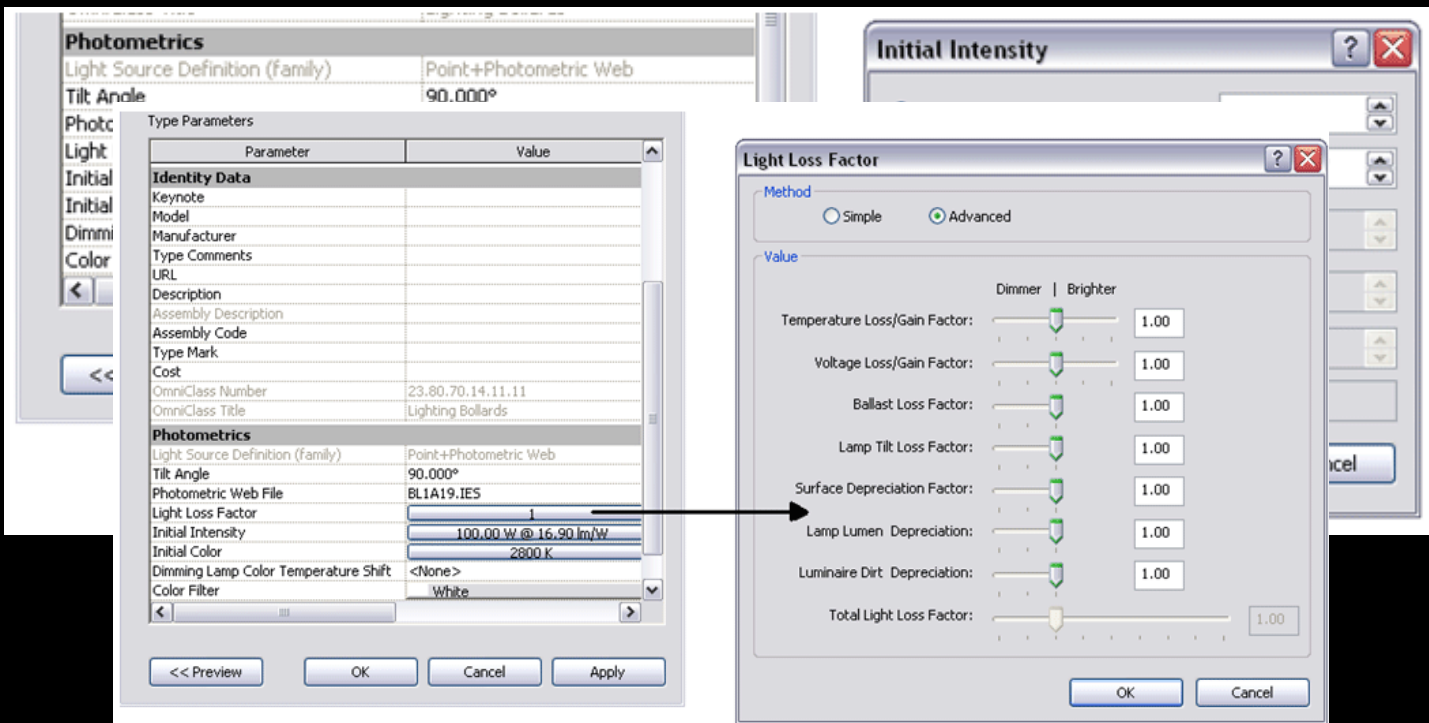 Photometrics
Light Source Definition (family) Point+Photometric Web
Tilt Angle 90.000°
Photo
Light
Initial
Initial
Dimmi
Color
<<
Initial Intensity
ncel
Type Parameters
Parameter Value
Identity Data
Keynote
Model
Manufacturer
Type Comments
URL
Description
Assembly Description
Assembly Code
Type Mark
Cost
OmniClass Number 23.80.70.14.11.11
OmniClass Title Lighting Bollards
Photometrics
Light Source Definition (family) Point+Photometric Web
Tilt Angle 90.000°
Photometric Web File BL1A19.IES
Light Loss Factor 1
Initial Intensity 100.00 W @ 16.90 lm/W
Initial Color 2800 K
Dimming Lamp Color Temperature Shift <None>
Color Filter White
<< Preview OK Cancel Apply
Light Loss Factor
Method
Simple Advanced
Value
Dimmer | Brighter
Temperature Loss/Gain Factor: 1.00
Voltage Loss/Gain Factor: 1.00
Ballast Loss Factor: 1.00
Lamp Tilt Loss Factor: 1.00
Surface Depreciation Factor: 1.00
Lamp Lumen Depreciation: 1.00
Luminaire Dirt Depreciation: 1.00
Total Light Loss Factor: 1.00
OK Cancel